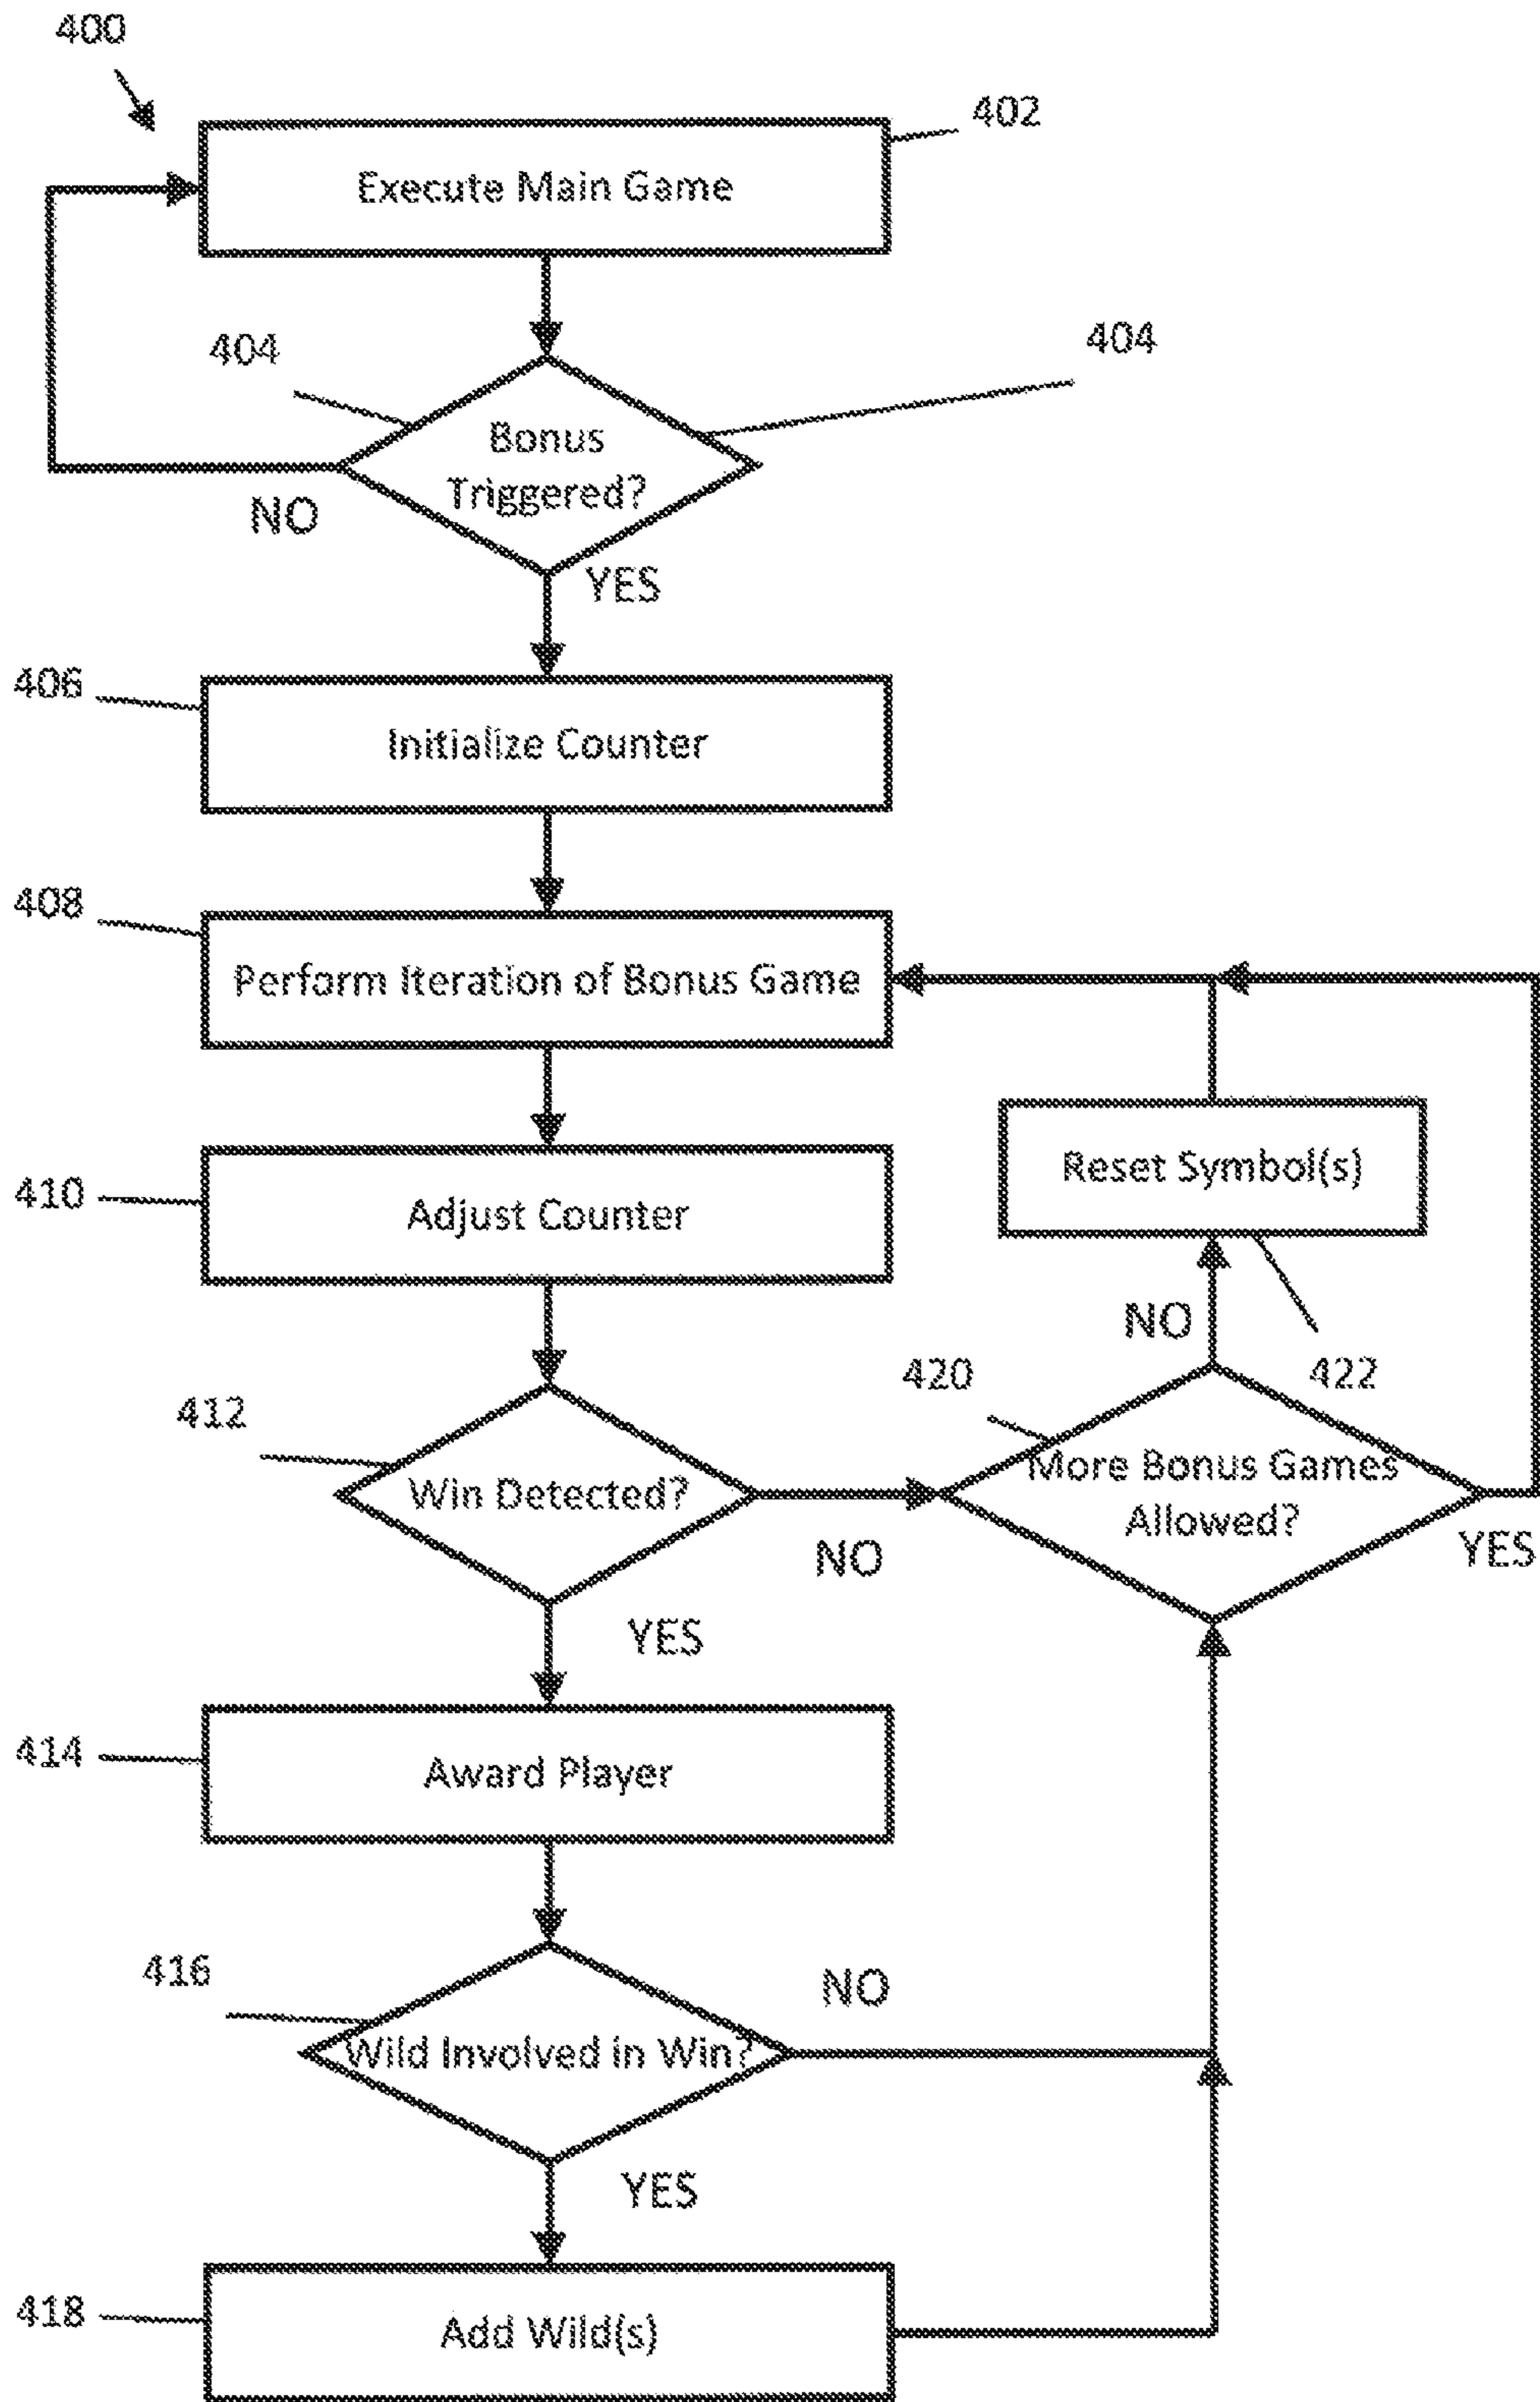 400
402
Execute Main Game
404
404
Bonus
Triggered?
NO
YES
406
Initialize Counter
408
Perform Iteration of Bonus Game
410
Adjust Counter
Reset Symbol(s)
NO
422
420
412
Win Detected?
NO
More Bonus Games
Allowed?
YES
YES
414
Award Player
416
NO
Wild Involved in Win?
YES
418
Add Wild(s)